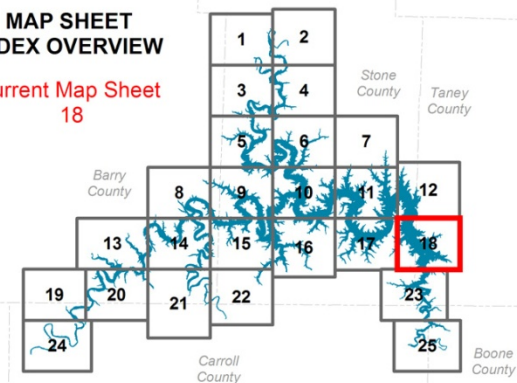 MAP SHEET
DEX OVERVIEW
urrent Map Sheet
18
1 2
Stone
County
Taney
County
3 4
5 6 7
Barry
County
8 9 10 11 12
13 14 15 16 17 18
19 20 21 22 23
24 25
Carroll
County
Boone
County